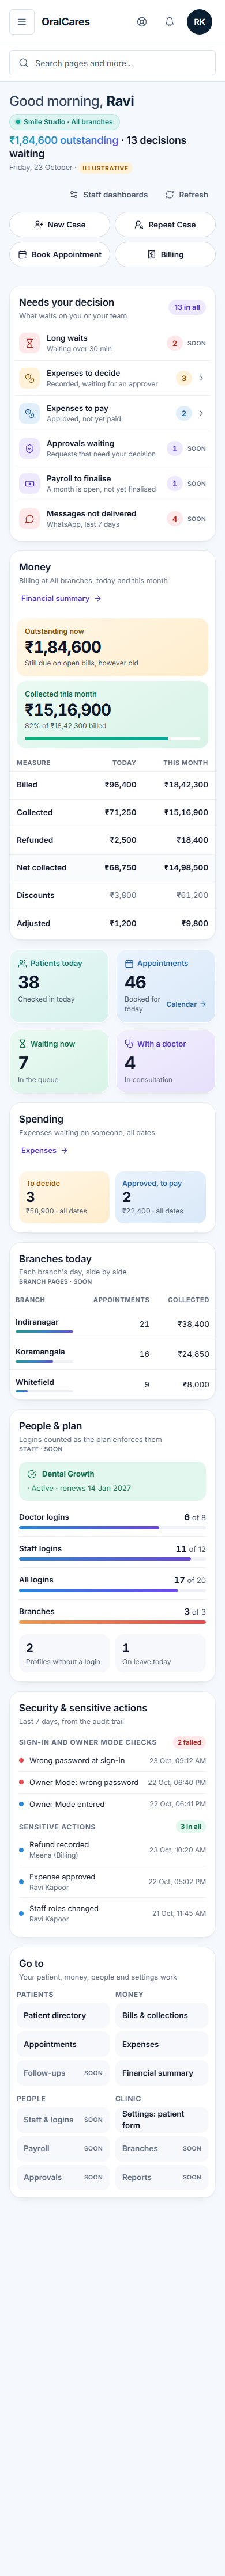 OralCares
RK
Search pages and more...
Good morning, Ravi
Smile Studio · All branches
₹1,84,600 outstanding · 13 decisions
waiting
Friday, 23 October · ILLUSTRATIVE
Staff dashboards
Refresh
New Case
Repeat Case
Book Appointment
Billing
Needs your decision
13 in all
What waits on you or your team
Long waits
Waiting over 30 min
2 SOON
Expenses to decide
Recorded, waiting for an approver
3
Expenses to pay
Approved, not yet paid
2
Approvals waiting
Requests that need your decision
1 SOON
Payroll to finalise
A month is open, not yet finalised
1 SOON
Messages not delivered
WhatsApp, last 7 days
4 SOON
Money
Billing at All branches, today and this month
Financial summary
Outstanding now
₹1,84,600
Still due on open bills, however old
Collected this month
₹15,16,900
82% of ₹18,42,300 billed
MEASURE TODAY THIS MONTH
Billed ₹96,400 ₹18,42,300
Collected ₹71,250 ₹15,16,900
Refunded ₹2,500 ₹18,400
Net collected ₹68,750 ₹14,98,500
Discounts ₹3,800 ₹61,200
Adjusted ₹1,200 ₹9,800
Patients today
38
Checked in today
Appointments
46
Booked for
today
Calendar
Waiting now
7
In the queue
With a doctor
4
In consultation
Spending
Expenses waiting on someone, all dates
Expenses
To decide
3
₹58,900 · all dates
Approved, to pay
2
₹22,400 · all dates
Branches today
Each branch's day, side by side
BRANCH PAGES · SOON
BRANCH APPOINTMENTS COLLECTED
Indiranagar 21 ₹38,400
Koramangala 16 ₹24,850
Whitefield 9 ₹8,000
People & plan
Logins counted as the plan enforces them
STAFF · SOON
Dental Growth
· Active · renews 14 Jan 2027
Doctor logins 6 of 8
Staff logins 11 of 12
All logins 17 of 20
Branches 3 of 3
2
Profiles without a login
1
On leave today
Security & sensitive actions
Last 7 days, from the audit trail
SIGN-IN AND OWNER MODE CHECKS 2 failed
Wrong password at sign-in 23 Oct, 09:12 AM
Owner Mode: wrong password 22 Oct, 06:40 PM
Owner Mode entered 22 Oct, 06:41 PM
SENSITIVE ACTIONS 3 in all
Refund recorded
Meena (Billing)
23 Oct, 10:20 AM
Expense approved
Ravi Kapoor
22 Oct, 05:02 PM
Staff roles changed
Ravi Kapoor
21 Oct, 11:45 AM
Go to
Your patient, money, people and settings work
PATIENTS
Patient directory
Appointments
Follow-ups SOON
MONEY
Bills & collections
Expenses
Financial summary
PEOPLE
Staff & logins SOON
Payroll SOON
Approvals SOON
CLINIC
Settings: patient
form
Branches SOON
Reports SOON